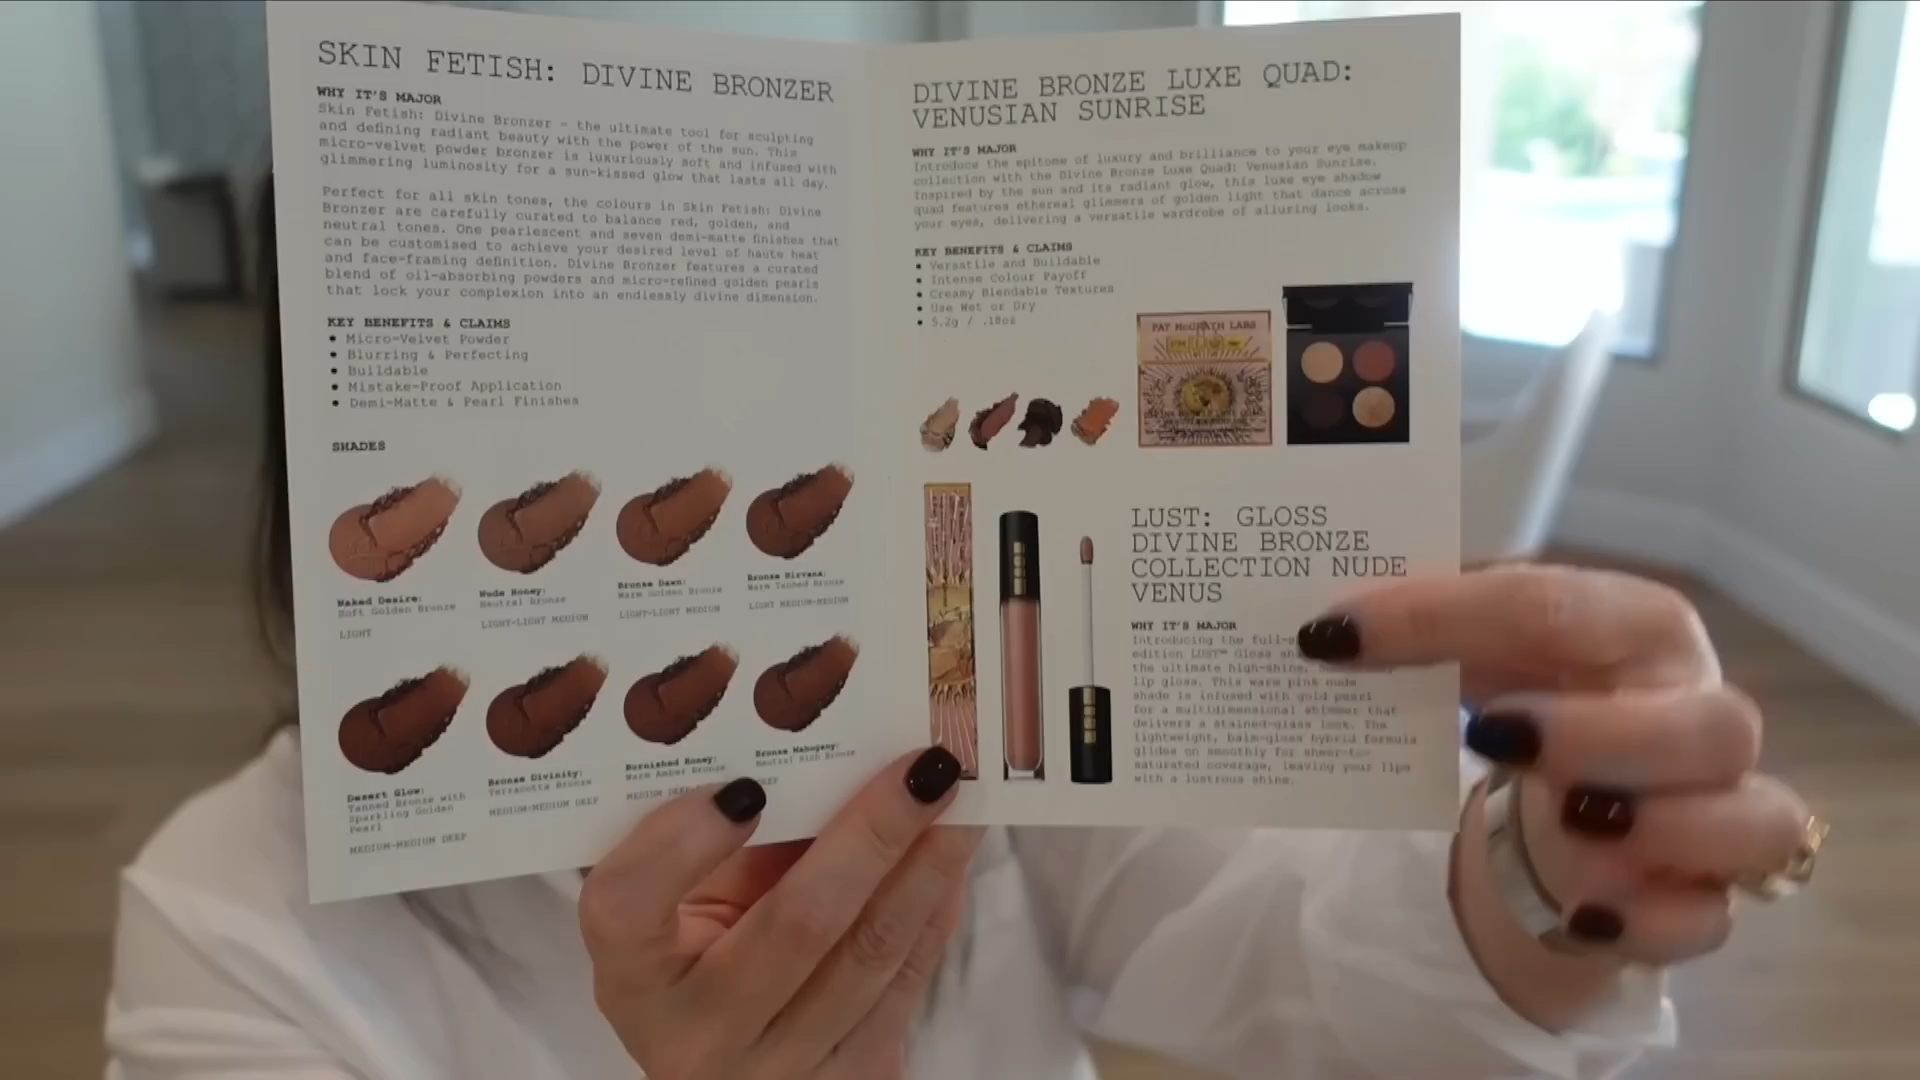 SKIN FETISH: DIVINE BRONZER
WHY IT'S MAJOR
Skin Fetish: Divine Bronzer – the ultimate tool for sculpting
and defining radiant beauty with the power of the sun. This
micro-velvet powder bronzer is luxuriously soft and infused with
glimmering luminosity for a sun-kissed glow that lasts all day.
Perfect for all skin tones, the colours in Skin Fetish: Divine
Bronzer are carefully curated to balance red, golden, and
neutral tones. One pearlescent and seven demi-matte finishes that
can be customised to achieve your desired level of haute heat
and face-framing definition. Divine Bronzer features a curated
blend of oil-absorbing powders and micro-refined golden pearls
that lock your complexion into an endlessly divine dimension.
KEY BENEFITS & CLAIMS
• Micro-Velvet Powder
• Blurring & Perfecting
• Buildable
• Mistake-Proof Application
• Demi-Matte & Pearl Finishes
SHADES
Naked Desire:
Soft Golden Bronze
LIGHT
Nude Honey:
Neutral Bronze
LIGHT-LIGHT MEDIUM
Bronze Dawn:
Warm Golden Bronze
LIGHT-LIGHT MEDIUM
Bronze Nirvana:
Warm Tanned Bronze
LIGHT MEDIUM-MEDIUM
Desert Glow:
Tanned Bronze with
Sparkling Golden
Pearl
MEDIUM-MEDIUM DEEP
Bronze Divinity:
Terracotta Bronze
MEDIUM-MEDIUM DEEP
Burnished Honey:
Warm Amber Bronze
MEDIUM DEEP
Bronze Mahogany:
Neutral Rich Bronze
DEEP
DIVINE BRONZE LUXE QUAD:
VENUSIAN SUNRISE
WHY IT'S MAJOR
Introduce the epitome of luxury and brilliance to your eye makeup
collection with the Divine Bronze Luxe Quad: Venusian Sunrise.
Inspired by the sun and its radiant glow, this luxe eye shadow
quad features ethereal glimmers of golden light that dance across
your eyes, delivering a versatile wardrobe of alluring looks.
KEY BENEFITS & CLAIMS
• Versatile and Buildable
• Intense Colour Payoff
• Creamy Blendable Textures
• Use Wet or Dry
• 5.2g / .18oz
PAT McGRATH LABS
LUST: GLOSS
DIVINE BRONZE
COLLECTION NUDE
VENUS
WHY IT'S MAJOR
Introducing the full-s
edition LUST™ Gloss sha
the ultimate high-shine,
lip gloss. This warm pink nude
shade is infused with gold pearl
for a multidimensional shimmer that
delivers a stained-glass look. The
lightweight, balm-gloss hybrid formula
glides on smoothly for sheer-to-
saturated coverage, leaving your lips
with a lustrous shine.